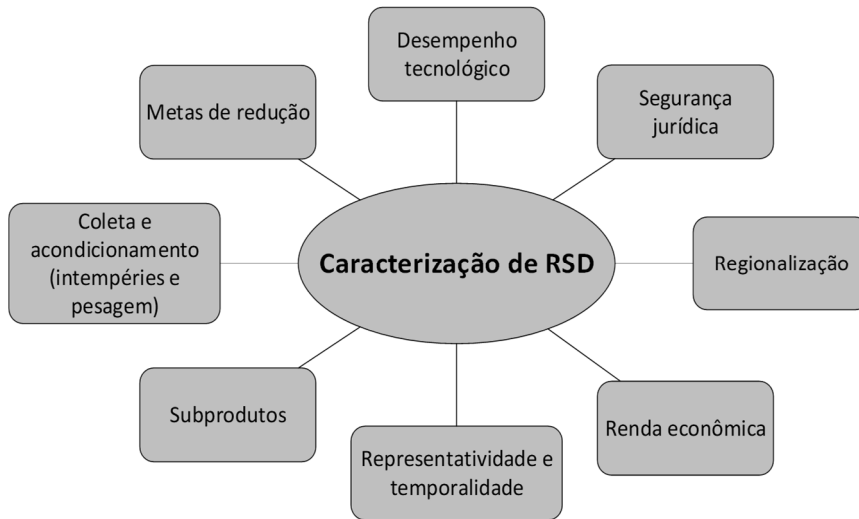 Desempenho
tecnológico
Metas de redução
Segurança
jurídica
Coleta e
acondicionamento
(intempéries e
pesagem)
Caracterização de RSD
Regionalização
Subprodutos
Representatividade e
temporalidade
Renda econômica